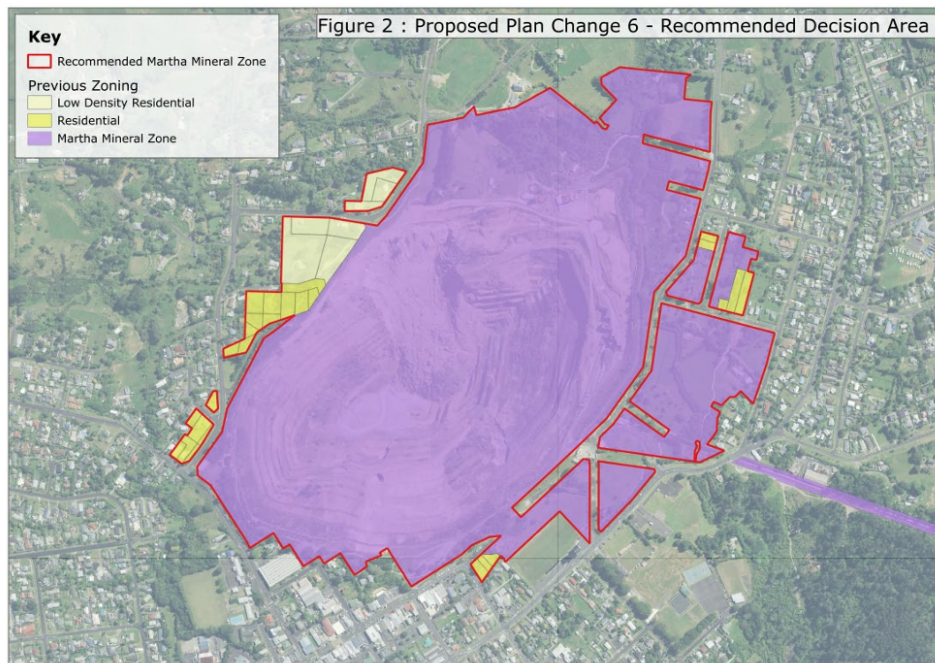 Figure 2 : Proposed Plan Change 6 - Recommended Decision Area
Key
Recommended Martha Mineral Zone
Previous Zoning
Low Density Residential
Residential
Martha Mineral Zone